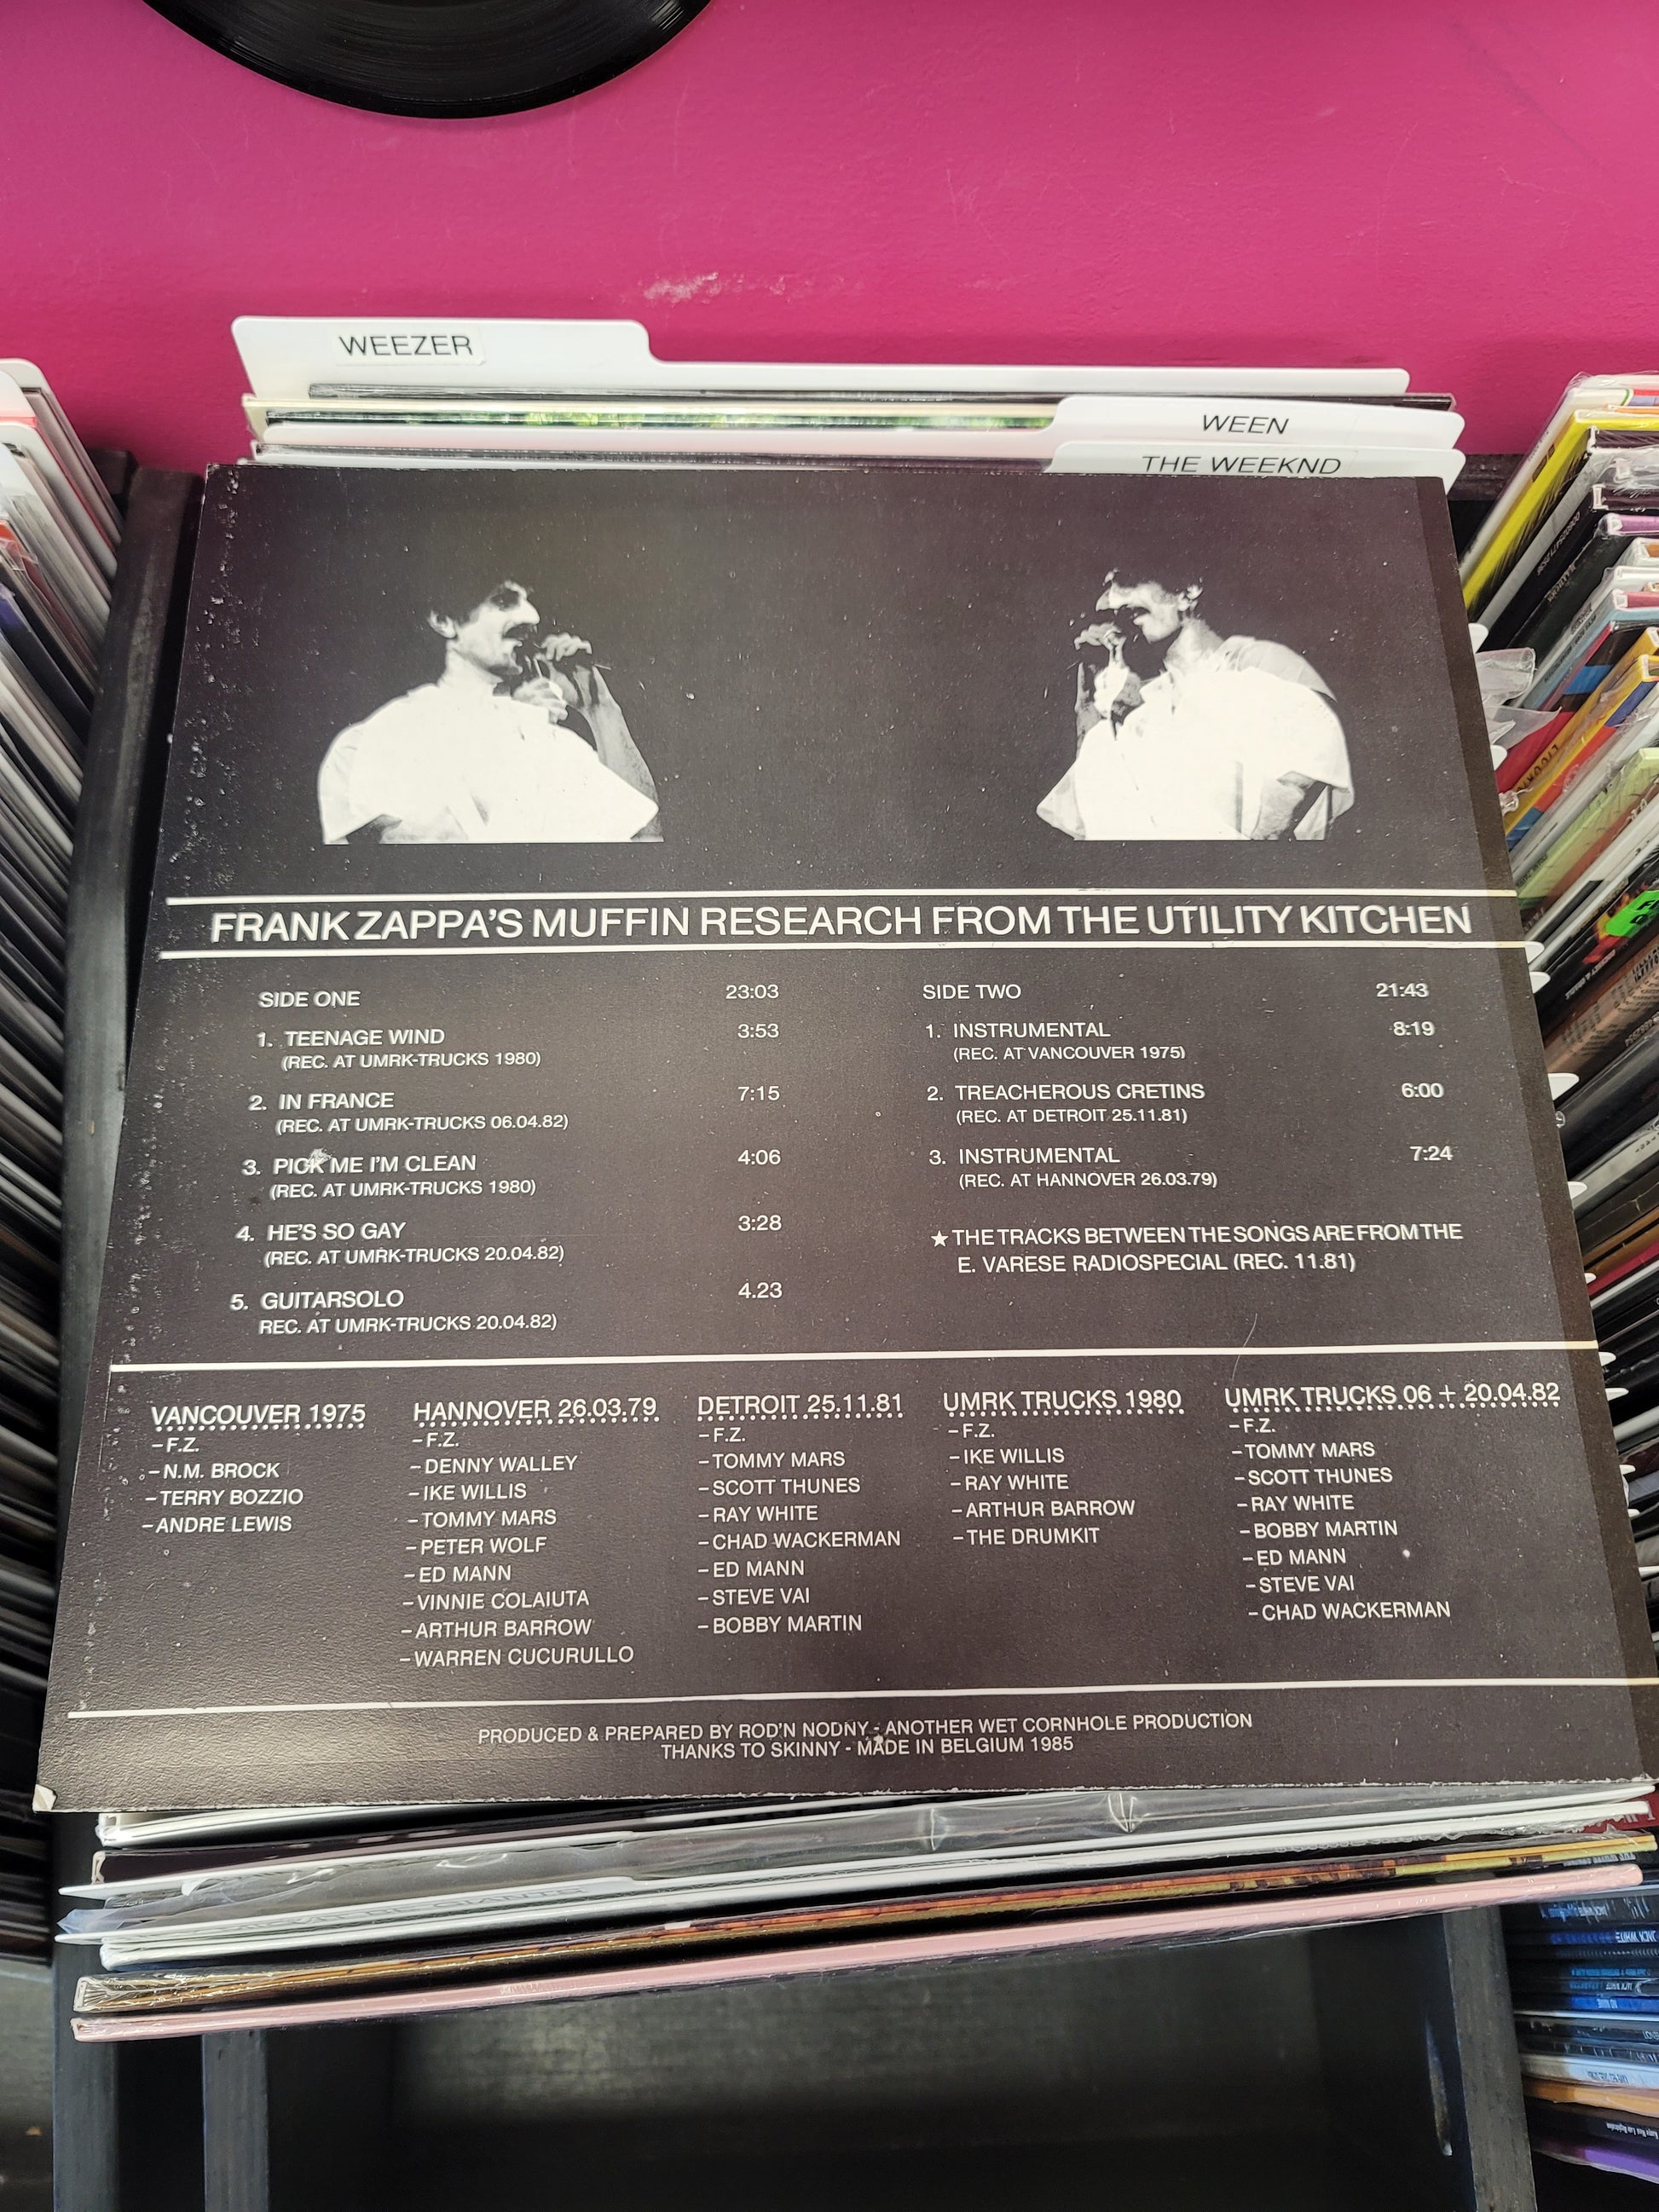 WEEZER
WEEN
THE WEEKND
FRANK ZAPPA'S MUFFIN RESEARCH FROM THE UTILITY KITCHEN
SIDE ONE 23:03
1. TEENAGE WIND 3:53
(REC. AT UMRK-TRUCKS 1980)
2. IN FRANCE 7:15
(REC. AT UMRK-TRUCKS 06.04.82)
3. PICK ME I'M CLEAN 4:06
(REC. AT UMRK-TRUCKS 1980)
4. HE'S SO GAY 3:28
(REC. AT UMRK-TRUCKS 20.04.82)
5. GUITARSOLO 4.23
REC. AT UMRK-TRUCKS 20.04.82)
SIDE TWO 21:43
1. INSTRUMENTAL 8:19
(REC. AT VANCOUVER 1975)
2. TREACHEROUS CRETINS 6:00
(REC. AT DETROIT 25.11.81)
3. INSTRUMENTAL 7:24
(REC. AT HANNOVER 26.03.79)
★ THE TRACKS BETWEEN THE SONGS ARE FROM THE
E. VARESE RADIOSPECIAL (REC. 11.81)
VANCOUVER 1975
– F.Z.
– N.M. BROCK
– TERRY BOZZIO
– ANDRE LEWIS
HANNOVER 26.03.79
– F.Z.
– DENNY WALLEY
– IKE WILLIS
– TOMMY MARS
– PETER WOLF
– ED MANN
– VINNIE COLAIUTA
– ARTHUR BARROW
– WARREN CUCURULLO
DETROIT 25.11.81
– F.Z.
– TOMMY MARS
– SCOTT THUNES
– RAY WHITE
– CHAD WACKERMAN
– ED MANN
– STEVE VAI
– BOBBY MARTIN
UMRK TRUCKS 1980
– F.Z.
– IKE WILLIS
– RAY WHITE
– ARTHUR BARROW
– THE DRUMKIT
UMRK TRUCKS 06 + 20.04.82
– F.Z.
– TOMMY MARS
– SCOTT THUNES
– RAY WHITE
– BOBBY MARTIN
– ED MANN
– STEVE VAI
– CHAD WACKERMAN
PRODUCED & PREPARED BY ROD'N NODNY - ANOTHER WET CORNHOLE PRODUCTION
THANKS TO SKINNY - MADE IN BELGIUM 1985
JACK WHITE